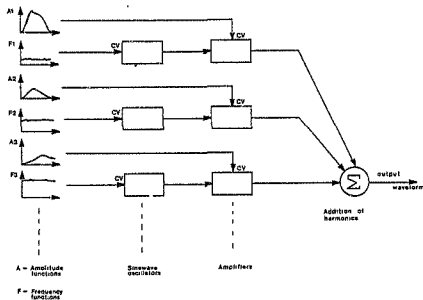 A1
CV
F1
CV
A2
CV
F2
CV
A3
CV
F3
CV
Σ
output
waveform
Addition of
harmonics
A = Amplitude
functions
Sinewave
oscillators
Amplifiers
F = Frequency
functions